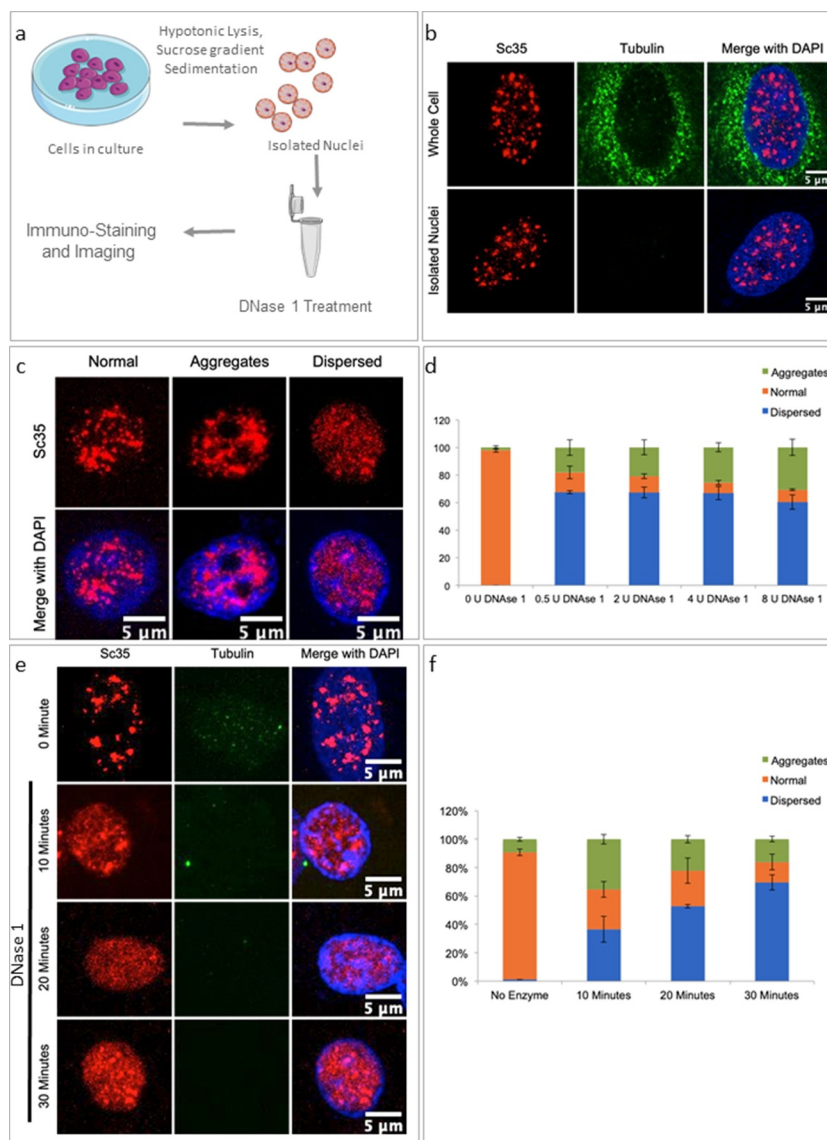 a
Hypotonic Lysis,
Sucrose gradient
Sedimentation
Cells in culture
Isolated Nuclei
Immuno-Staining
and Imaging
DNase 1 Treatment
b
Sc35 Tubulin Merge with DAPI
Whole Cell
5 µm
Isolated Nuclei
5 µm
c
Normal Aggregates Dispersed
Sc35
Merge with DAPI
5 µm 5 µm 5 µm
d
Aggregates
Normal
Dispersed
120
100
80
60
40
20
0
0 U DNAse 1 0.5 U DNAse 1 2 U DNAse 1 4 U DNAse 1 8 U DNAse 1
e
Sc35 Tubulin Merge with DAPI
0 Minute
5 µm
DNase 1
10 Minutes
5 µm
20 Minutes
5 µm
30 Minutes
5 µm
f
Aggregates
Normal
Dispersed
120%
100%
80%
60%
40%
20%
0%
No Enzyme 10 Minutes 20 Minutes 30 Minutes